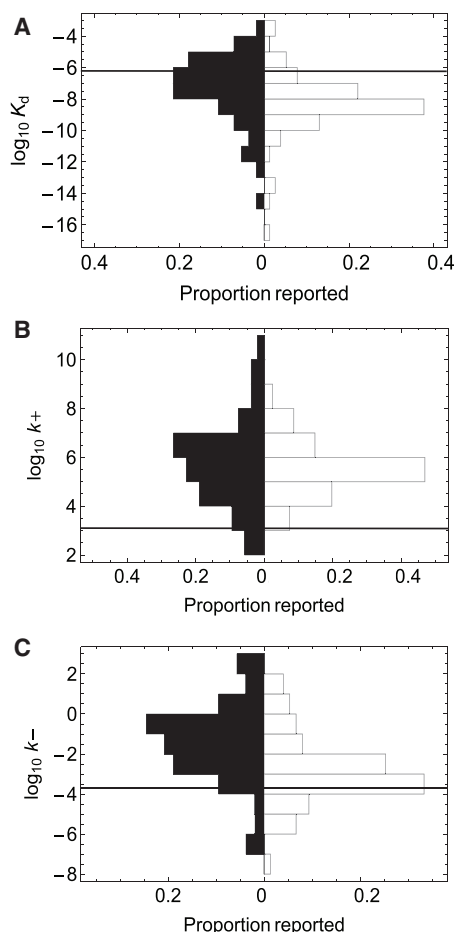 A
−4
−6
−8
−10
−12
−14
−16
log₁₀ Kd
0.4 0.2 0 0.2 0.4
Proportion reported
B
10
8
6
4
2
log₁₀ k+
0.4 0.2 0 0.2 0.4
Proportion reported
C
2
0
−2
−4
−6
−8
log₁₀ k−
0.2 0 0.2
Proportion reported